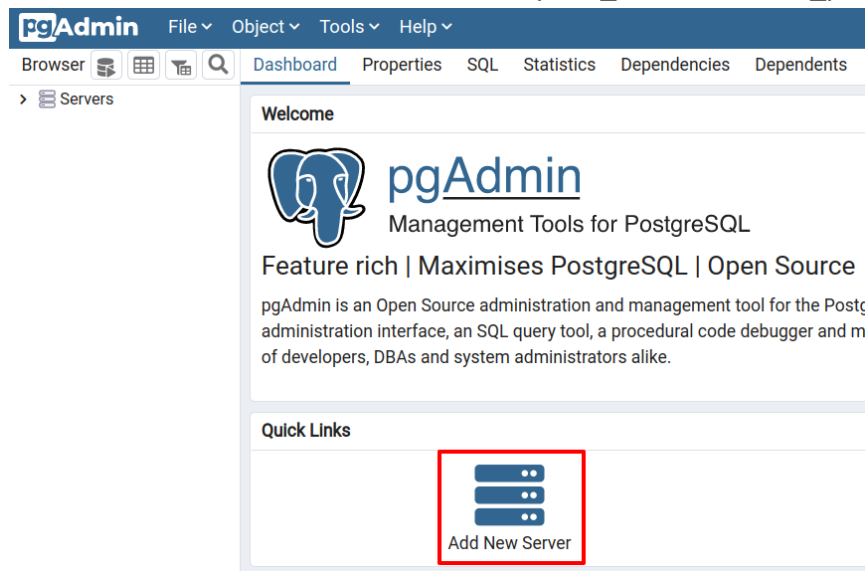 pgAdmin File Object Tools Help
Browser Dashboard Properties SQL Statistics Dependencies Dependents
Servers
Welcome
pgAdmin
Management Tools for PostgreSQL
Feature rich | Maximises PostgreSQL | Open Source
pgAdmin is an Open Source administration and management tool for the Postg
administration interface, an SQL query tool, a procedural code debugger and m
of developers, DBAs and system administrators alike.
Quick Links
Add New Server